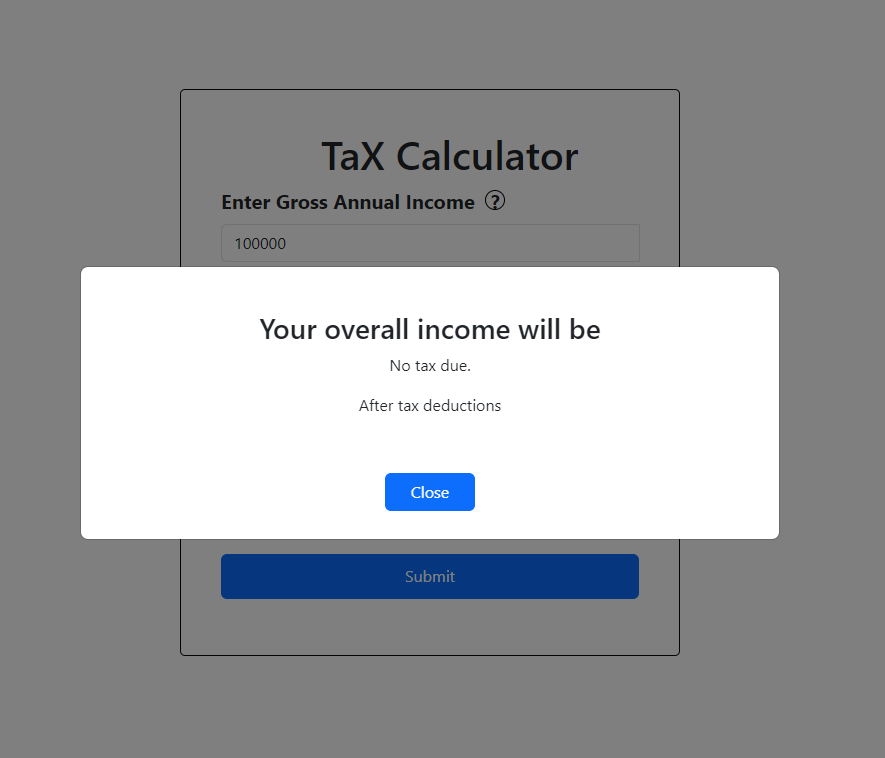 TaX Calculator
Enter Gross Annual Income ?
100000
Your overall income will be
No tax due.
After tax deductions
Close
Submit